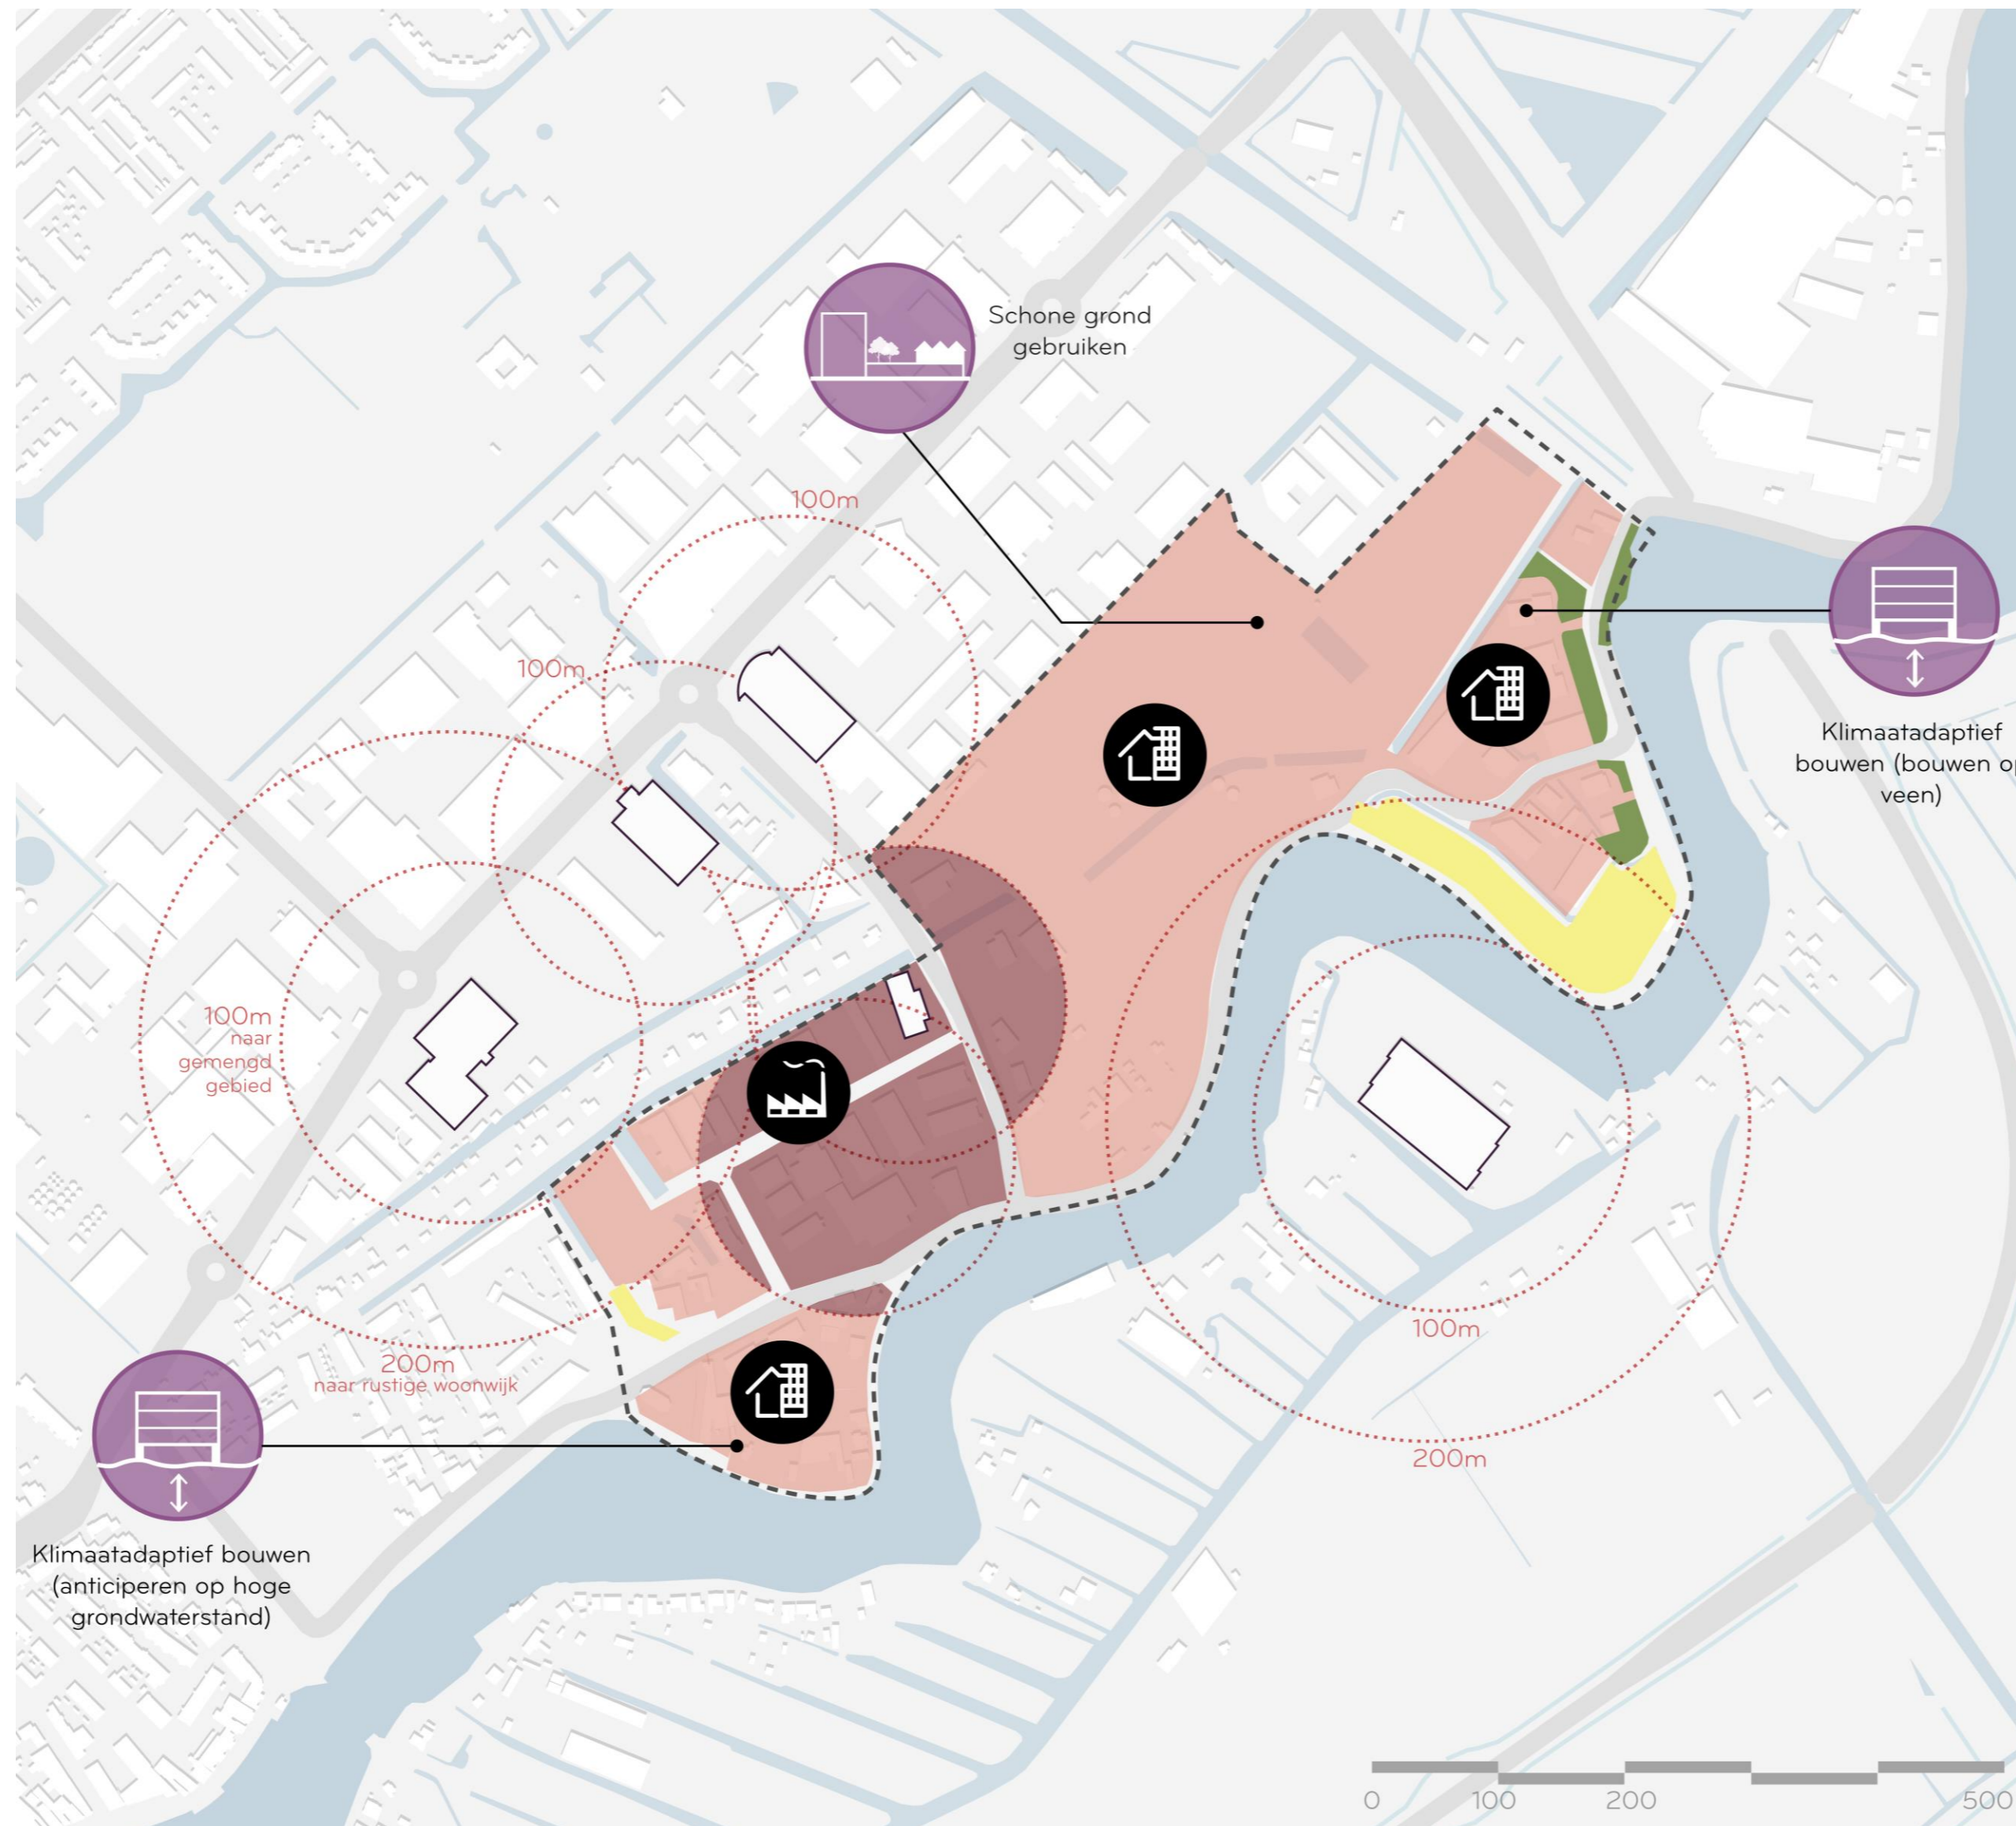 Schone grond
gebruiken
100m
100m
Klimaatadaptief
bouwen (bouwen op
veen)
100m
naar
gemengd
gebied
200m
naar rustige woonwijk
100m
200m
Klimaatadaptief bouwen
(anticiperen op hoge
grondwaterstand)
0 100 200 500